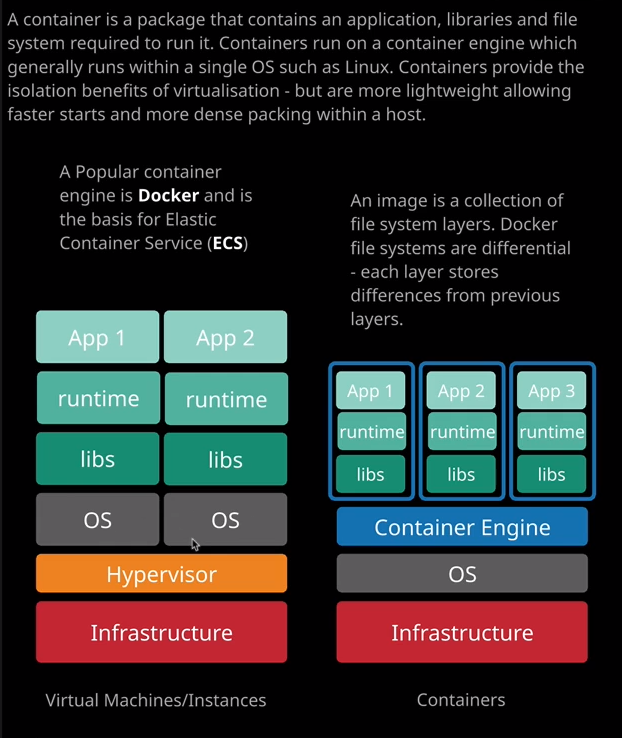 A container is a package that contains an application, libraries and file
system required to run it. Containers run on a container engine which
generally runs within a single OS such as Linux. Containers provide the
isolation benefits of virtualisation - but are more lightweight allowing
faster starts and more dense packing within a host.
A Popular container
engine is Docker and is
the basis for Elastic
Container Service (ECS)
An image is a collection of
file system layers. Docker
file systems are differential
- each layer stores
differences from previous
layers.
App 1 App 2
runtime runtime
libs libs
OS OS
Hypervisor
Infrastructure
Virtual Machines/Instances
App 1 App 2 App 3
runtime runtime runtime
libs libs libs
Container Engine
OS
Infrastructure
Containers